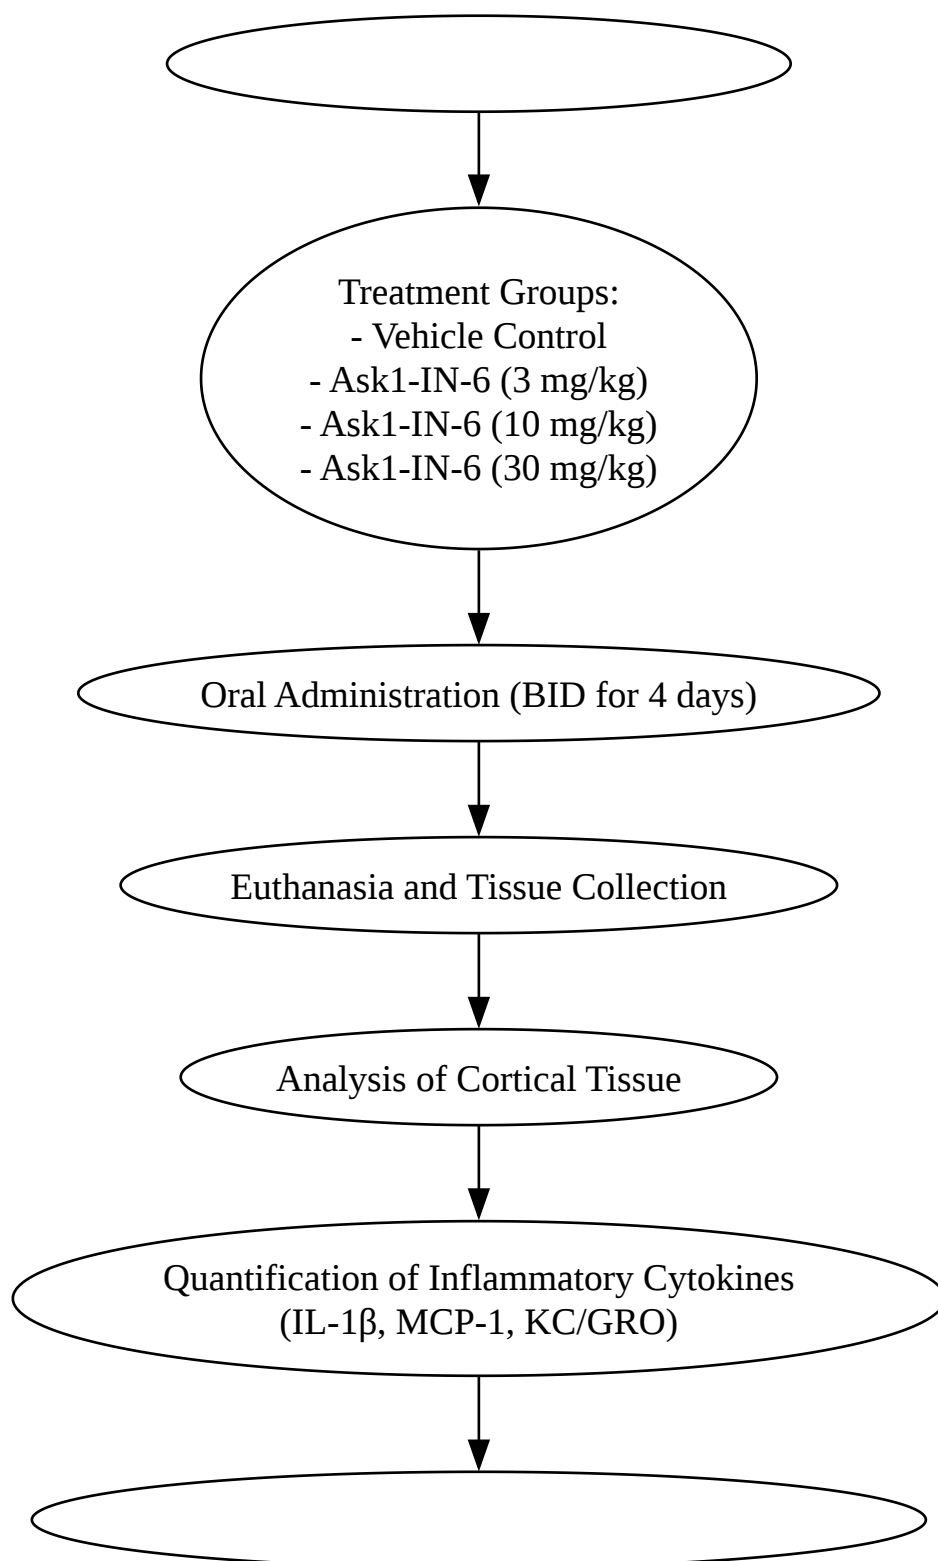 Treatment Groups:
- Vehicle Control
- Ask1-IN-6 (3 mg/kg)
- Ask1-IN-6 (10 mg/kg)
- Ask1-IN-6 (30 mg/kg)
Oral Administration (BID for 4 days)
Euthanasia and Tissue Collection
Analysis of Cortical Tissue
Quantification of Inflammatory Cytokines
(IL-1β, MCP-1, KC/GRO)